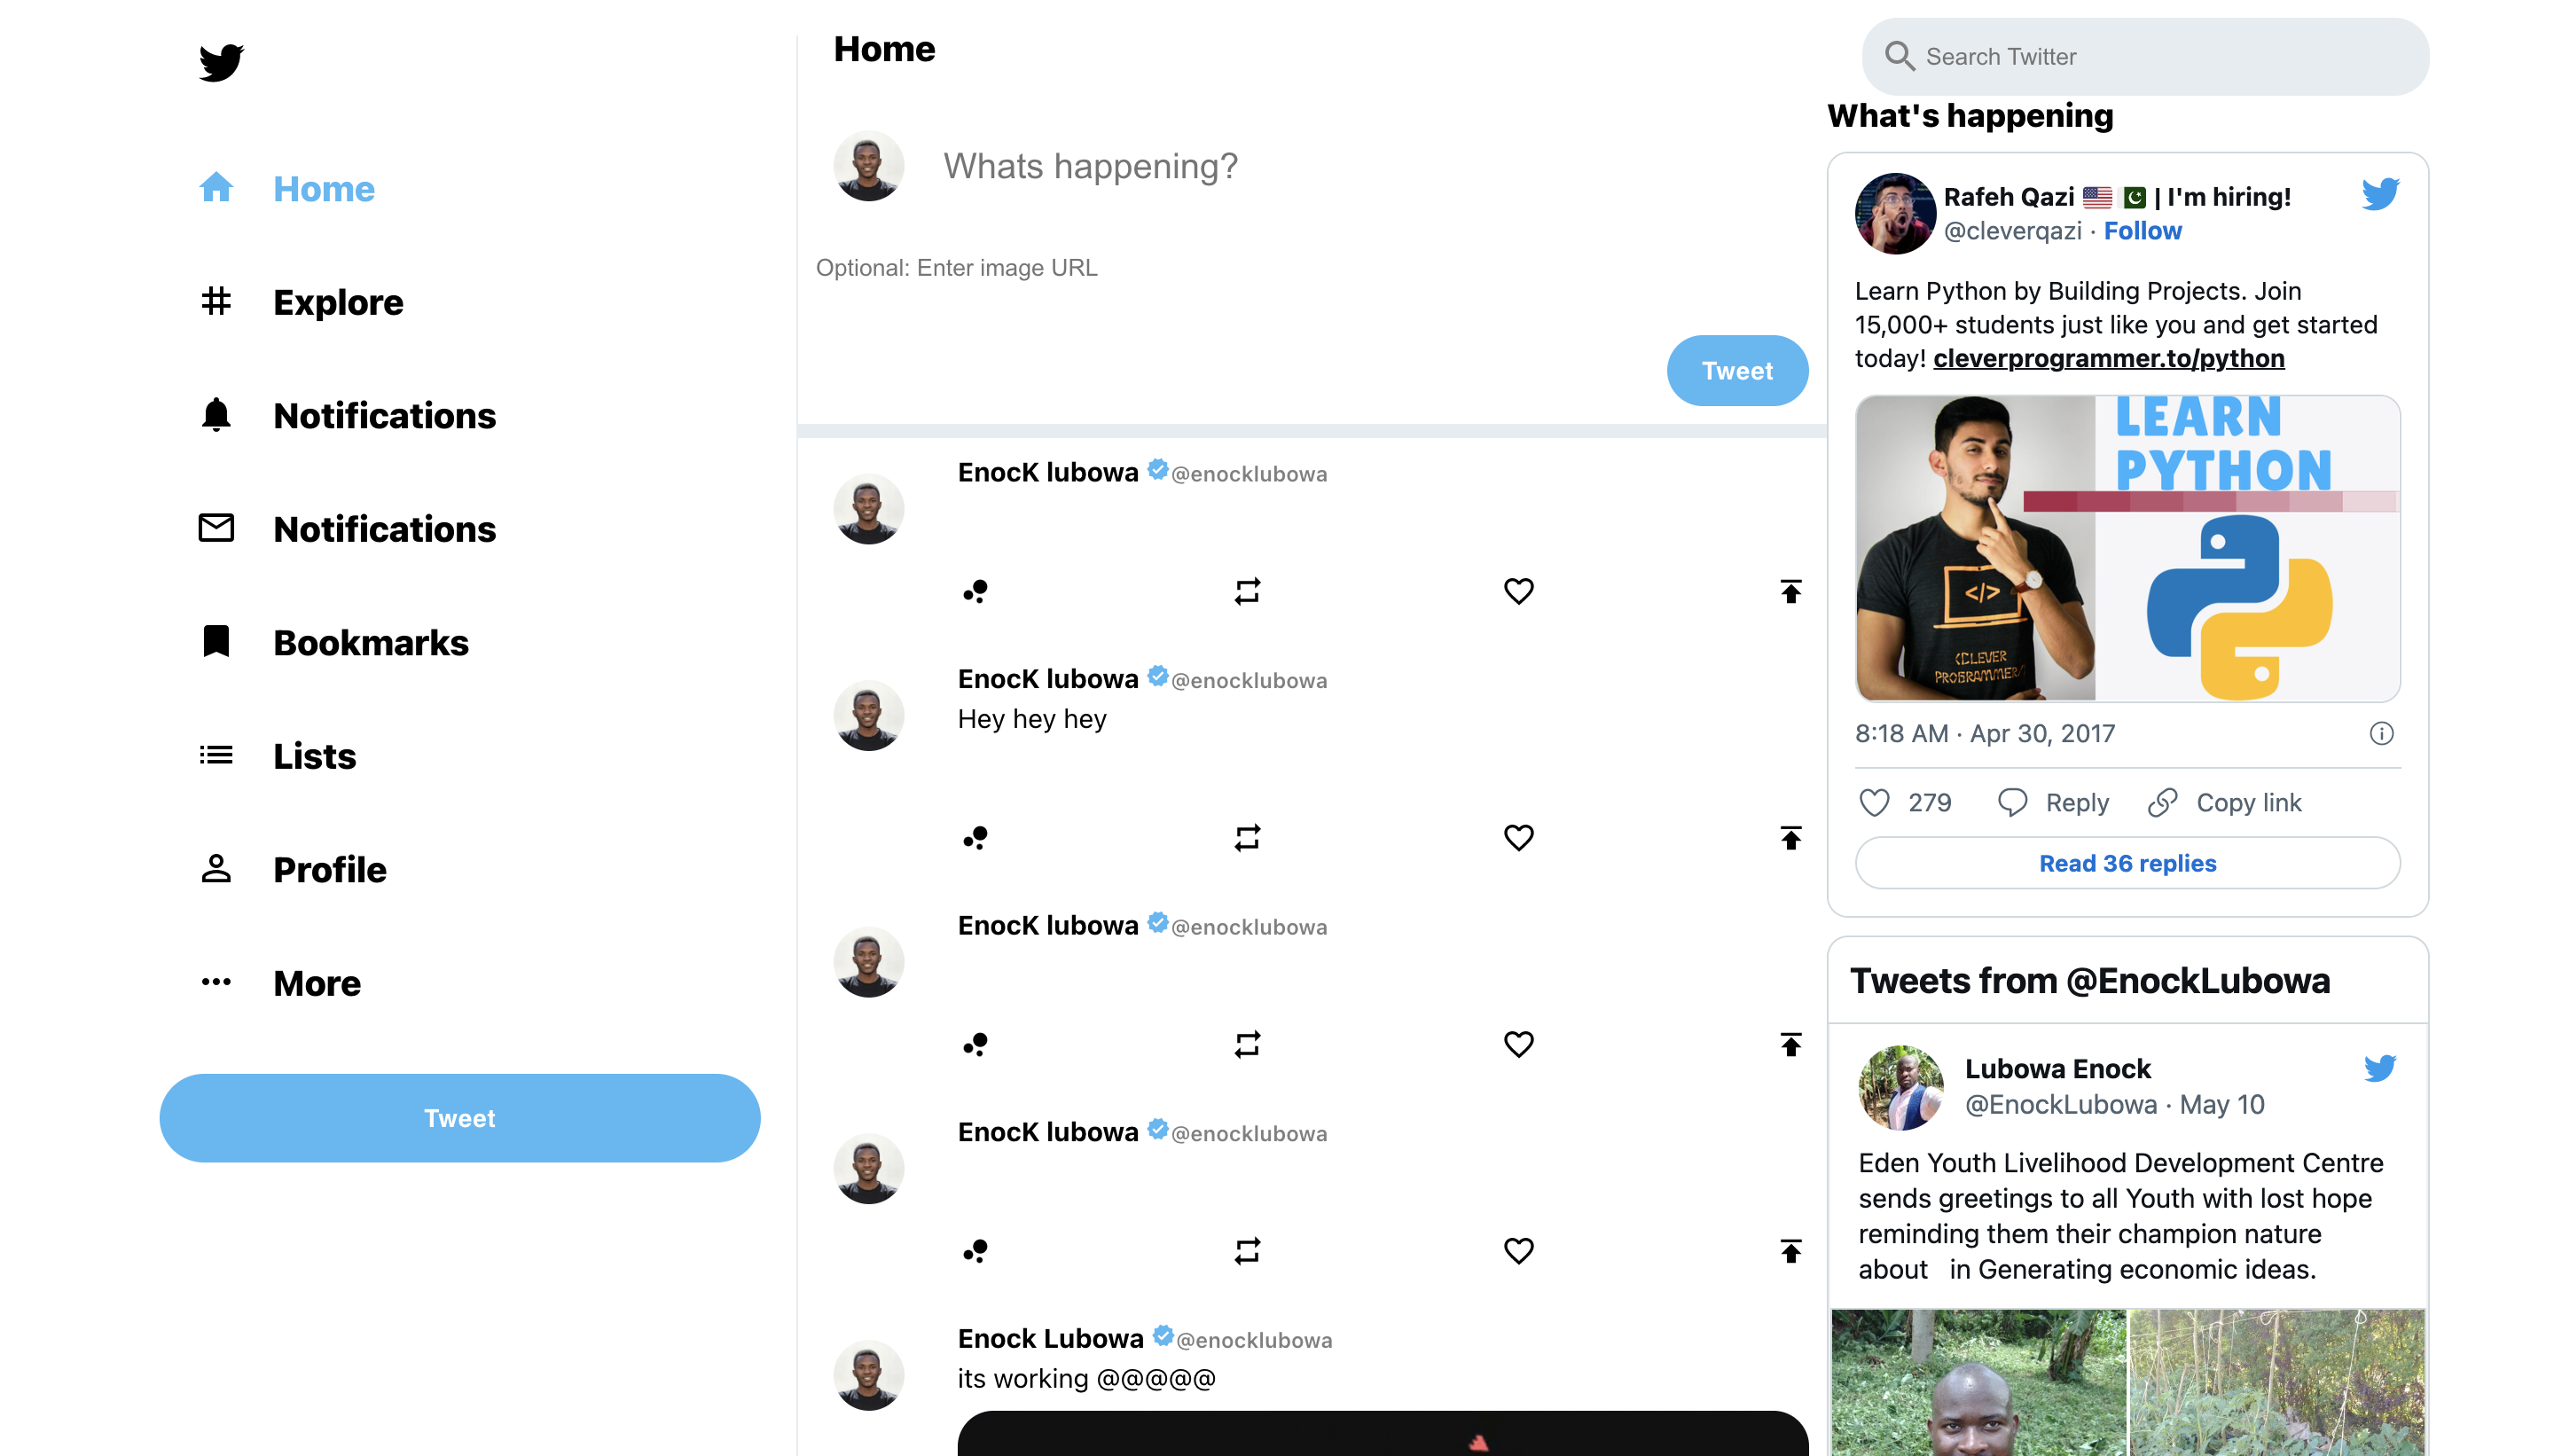 Home
Explore
Notifications
Notifications
Bookmarks
Lists
Profile
More
Tweet
Home
Whats happening?
Optional: Enter image URL
Tweet
EnocK lubowa @enocklubowa
EnocK lubowa @enocklubowa
Hey hey hey
EnocK lubowa @enocklubowa
EnocK lubowa @enocklubowa
Enock Lubowa @enocklubowa
its working @@@@@
Search Twitter
What's happening
Rafeh Qazi 🇺🇸 🇵🇰 | I'm hiring!
@cleverqazi · Follow
Learn Python by Building Projects. Join
15,000+ students just like you and get started
today! cleverprogrammer.to/python
LEARN
PYTHON
</>
<CLEVER
PROGRAMMER/
8:18 AM · Apr 30, 2017
279 Reply Copy link
Read 36 replies
Tweets from @EnockLubowa
Lubowa Enock
@EnockLubowa · May 10
Eden Youth Livelihood Development Centre
sends greetings to all Youth with lost hope
reminding them their champion nature
about in Generating economic ideas.